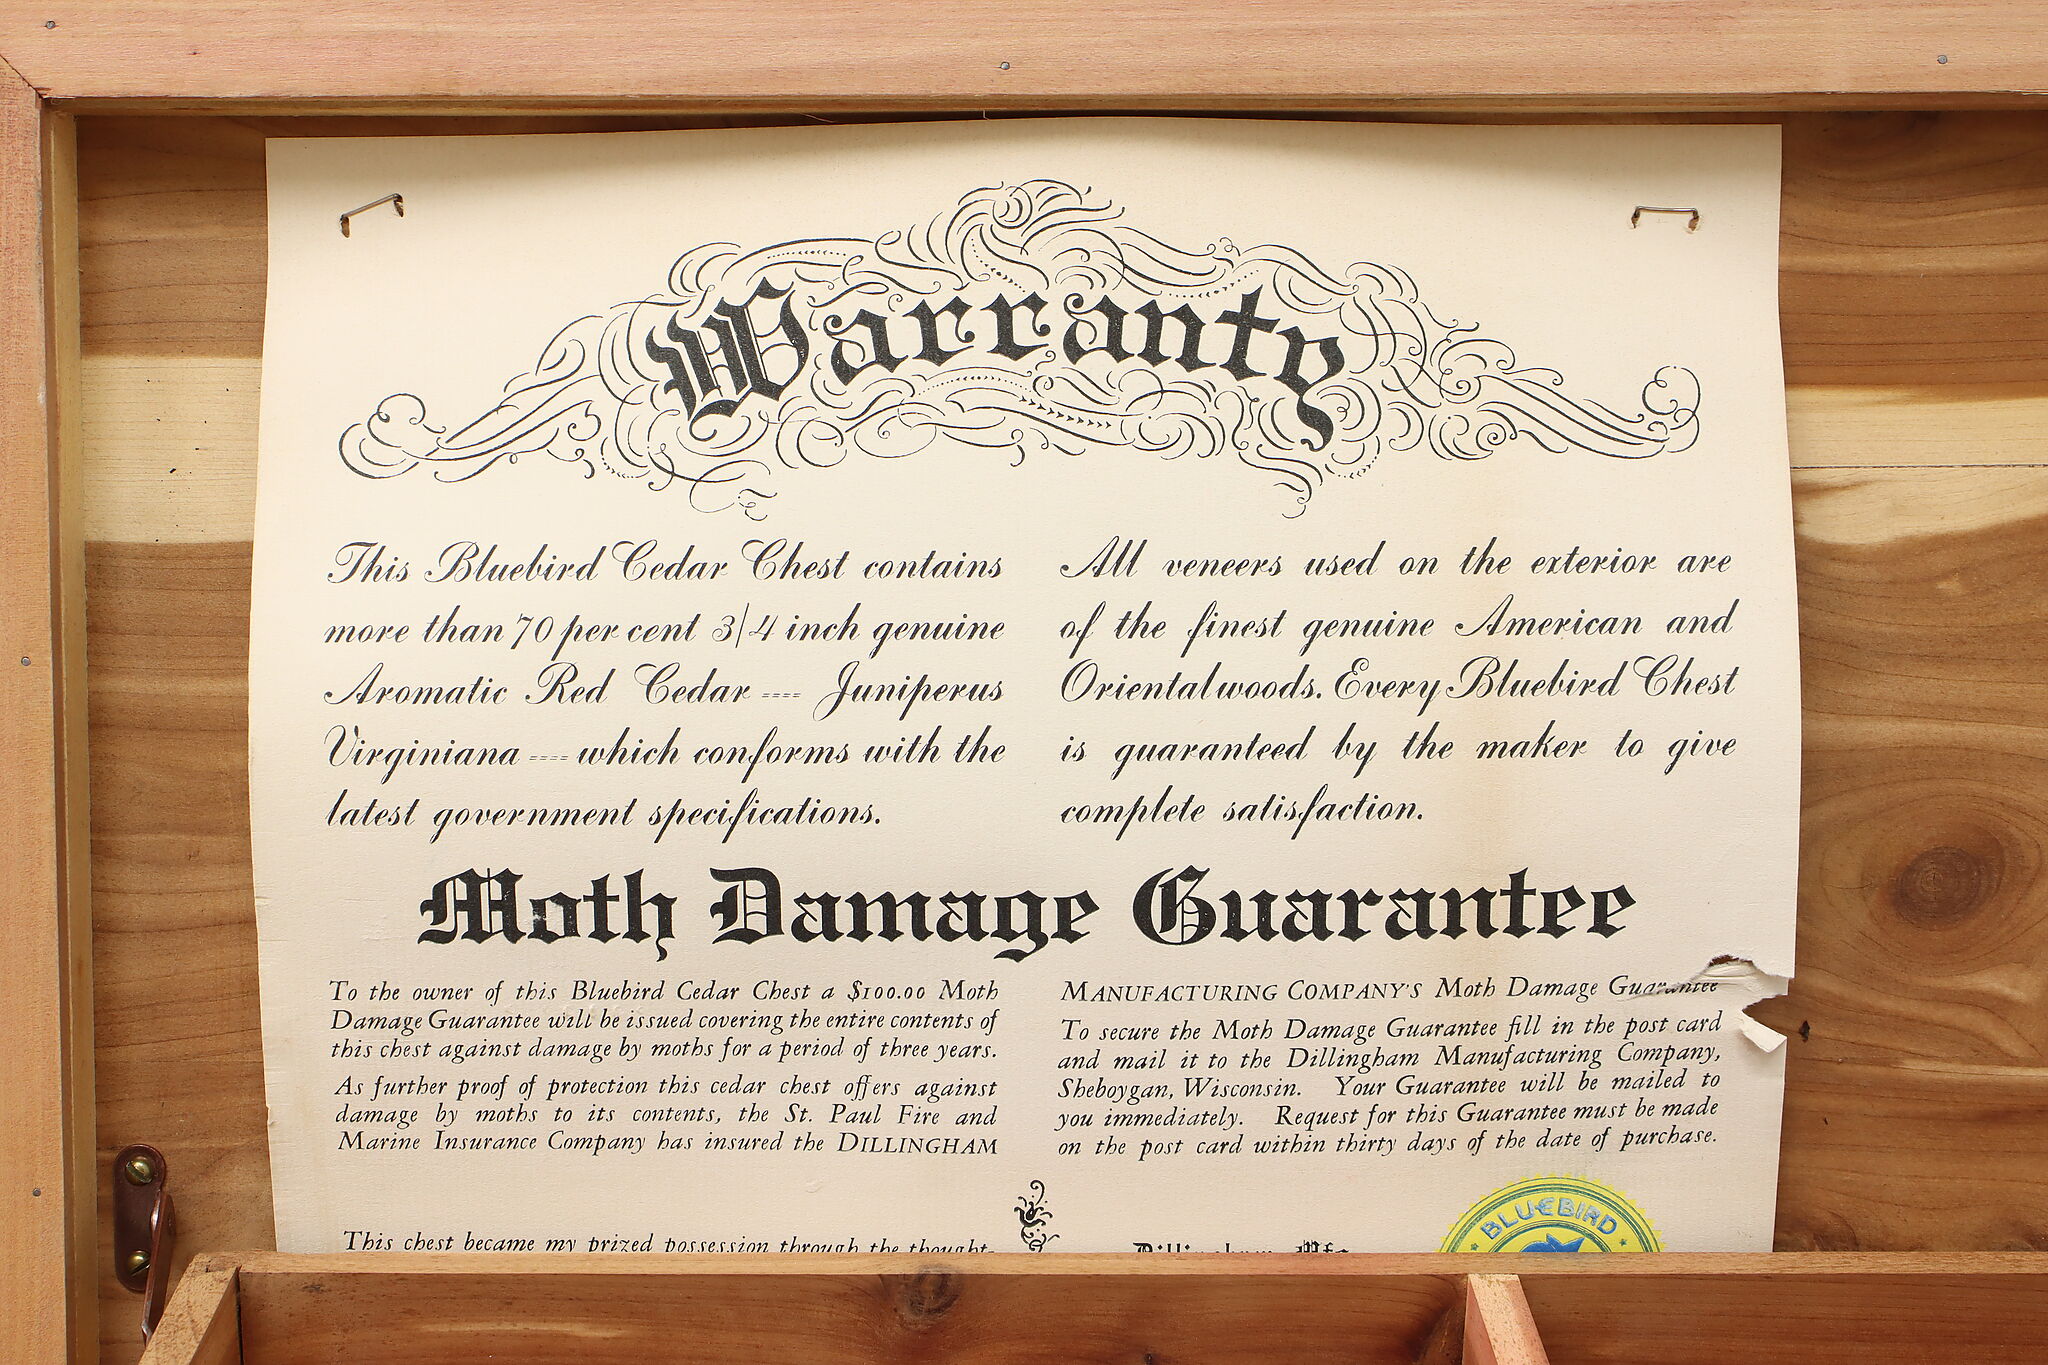 Warranty
This Bluebird Cedar Chest contains
more than 70 per cent 3/4 inch genuine
Aromatic Red Cedar ---- Juniperus
Virginiana ---- which conforms with the
latest government specifications.
All veneers used on the exterior are
of the finest genuine American and
Oriental woods. Every Bluebird Chest
is guaranteed by the maker to give
complete satisfaction.
Moth Damage Guarantee
To the owner of this Bluebird Cedar Chest a $100.00 Moth
Damage Guarantee will be issued covering the entire contents of
this chest against damage by moths for a period of three years.
As further proof of protection this cedar chest offers against
damage by moths to its contents, the St. Paul Fire and
Marine Insurance Company has insured the DILLINGHAM
MANUFACTURING COMPANY'S Moth Damage Guarantee
To secure the Moth Damage Guarantee fill in the post card
and mail it to the Dillingham Manufacturing Company,
Sheboygan, Wisconsin. Your Guarantee will be mailed to
you immediately. Request for this Guarantee must be made
on the post card within thirty days of the date of purchase.
This chest became my prized possession through the thought-
Dillingham Mfg
BLUEBIRD